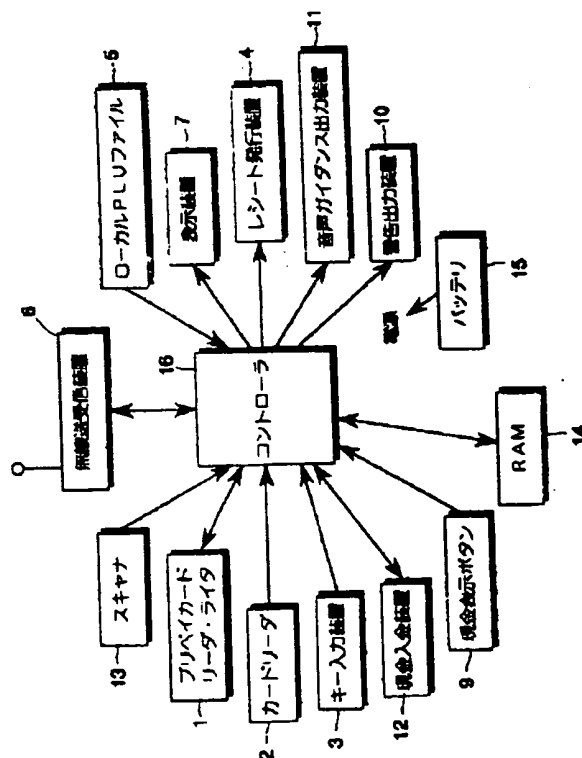 無線送受信装置
6
ローカルPLUファイル
5
表示装置
7
レシート発行装置
4
音声ガイダンス出力装置
11
警告出力装置
10
電源
バッテリ
15
16
コントローラ
スキャナ
13
プリペイカード
リーダ・ライタ
1
カードリーダ
2
キー入力装置
3
現金入金装置
12
現金表示ボタン
9
RAM
14